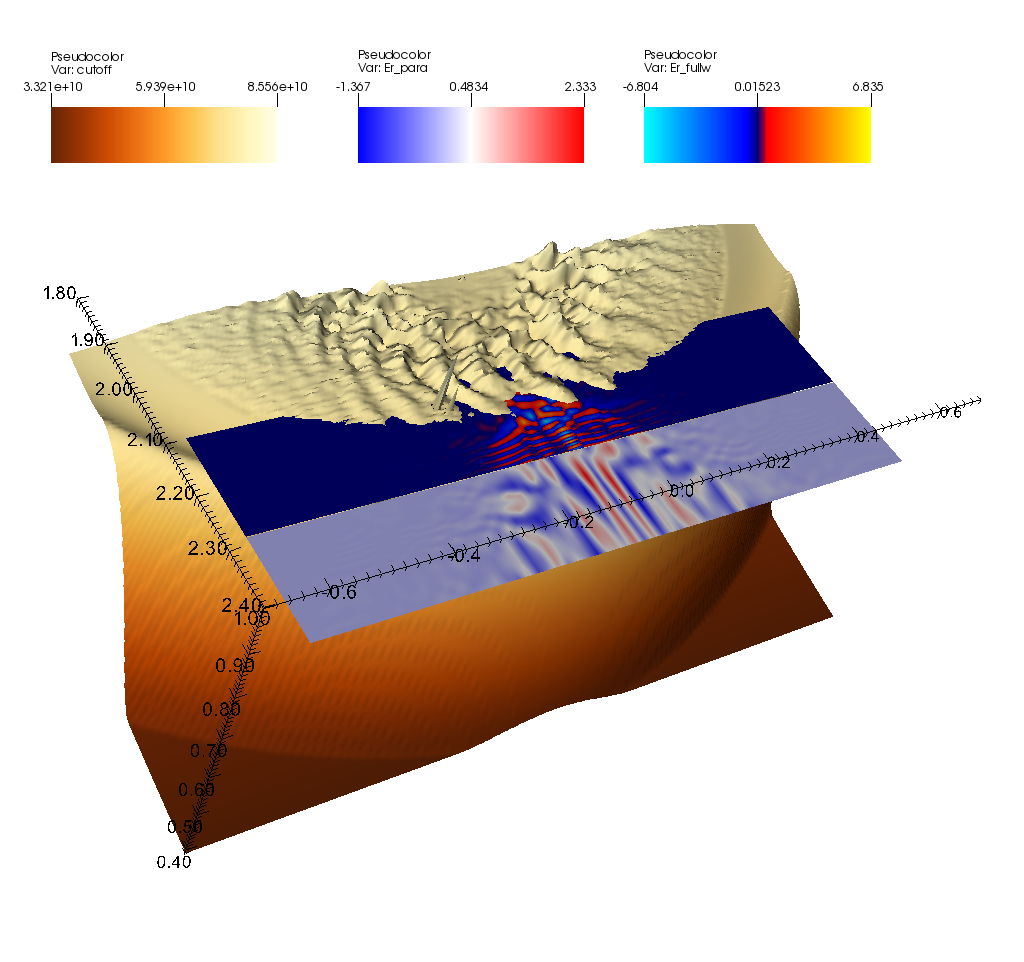 Pseudocolor
Var: cutoff
3.321e+10 5.939e+10 8.556e+10
Pseudocolor
Var: Er_para
-1.367 0.4834 2.333
Pseudocolor
Var: Er_fullw
-6.804 0.01523 6.835
1.80
1.90
2.00
2.10
2.20
2.30
2.40
1.00
0.90
0.80
0.70
0.60
0.50
0.40
-0.6
-0.4
-0.2
0.0
0.2
0.4
0.6